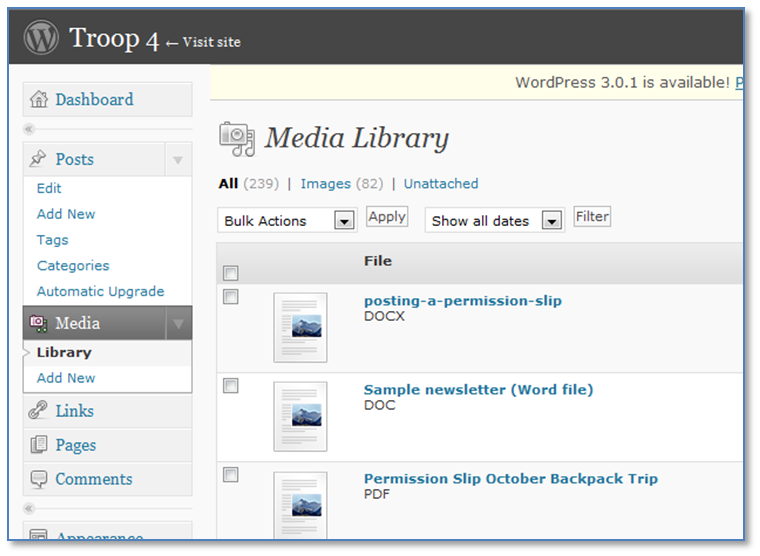 Troop 4 ← Visit site
WordPress 3.0.1 is available! P
Dashboard
Posts
Edit
Add New
Tags
Categories
Automatic Upgrade
Media
Library
Add New
Links
Pages
Comments
Appearance
Media Library
All (239) | Images (82) | Unattached
Bulk Actions Apply Show all dates Filter
File
posting-a-permission-slip
DOCX
Sample newsletter (Word file)
DOC
Permission Slip October Backpack Trip
PDF